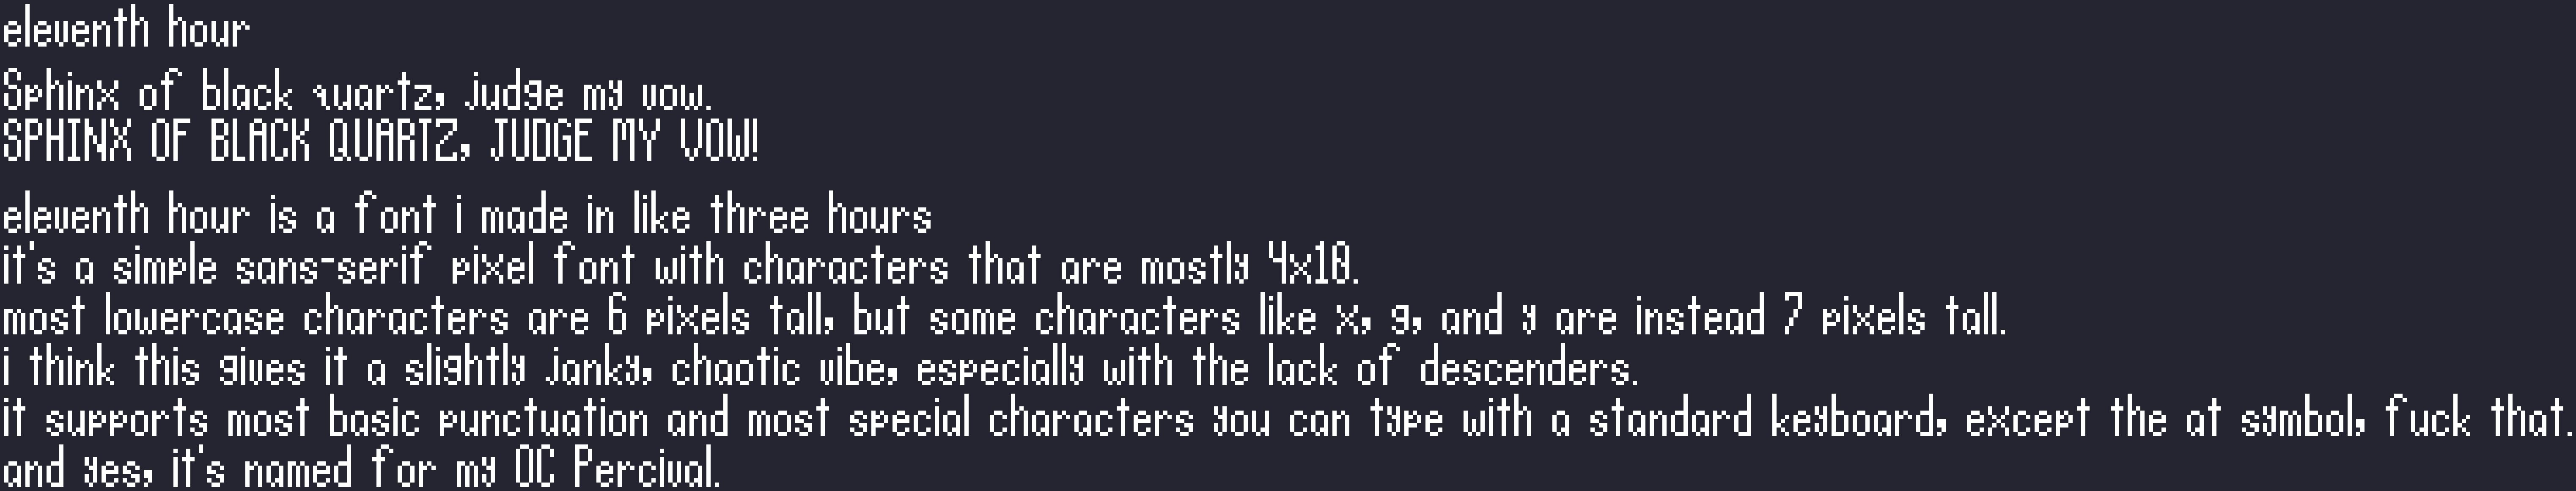 eleventh hour
Sphinx of black quartz, judge my vow.
SPHINX OF BLACK QUARTZ, JUDGE MY VOW!
eleventh hour is a font i made in like three hours
it's a simple sans-serif pixel font with characters that are mostly 4x10.
most lowercase characters are 6 pixels tall, but some characters like x, g, and y are instead 7 pixels tall.
i think this gives it a slightly janky, chaotic vibe, especially with the lack of descenders.
it supports most basic punctuation and most special characters you can type with a standard keyboard, except the at symbol, fuck that.
and yes, it's named for my OC Percival.